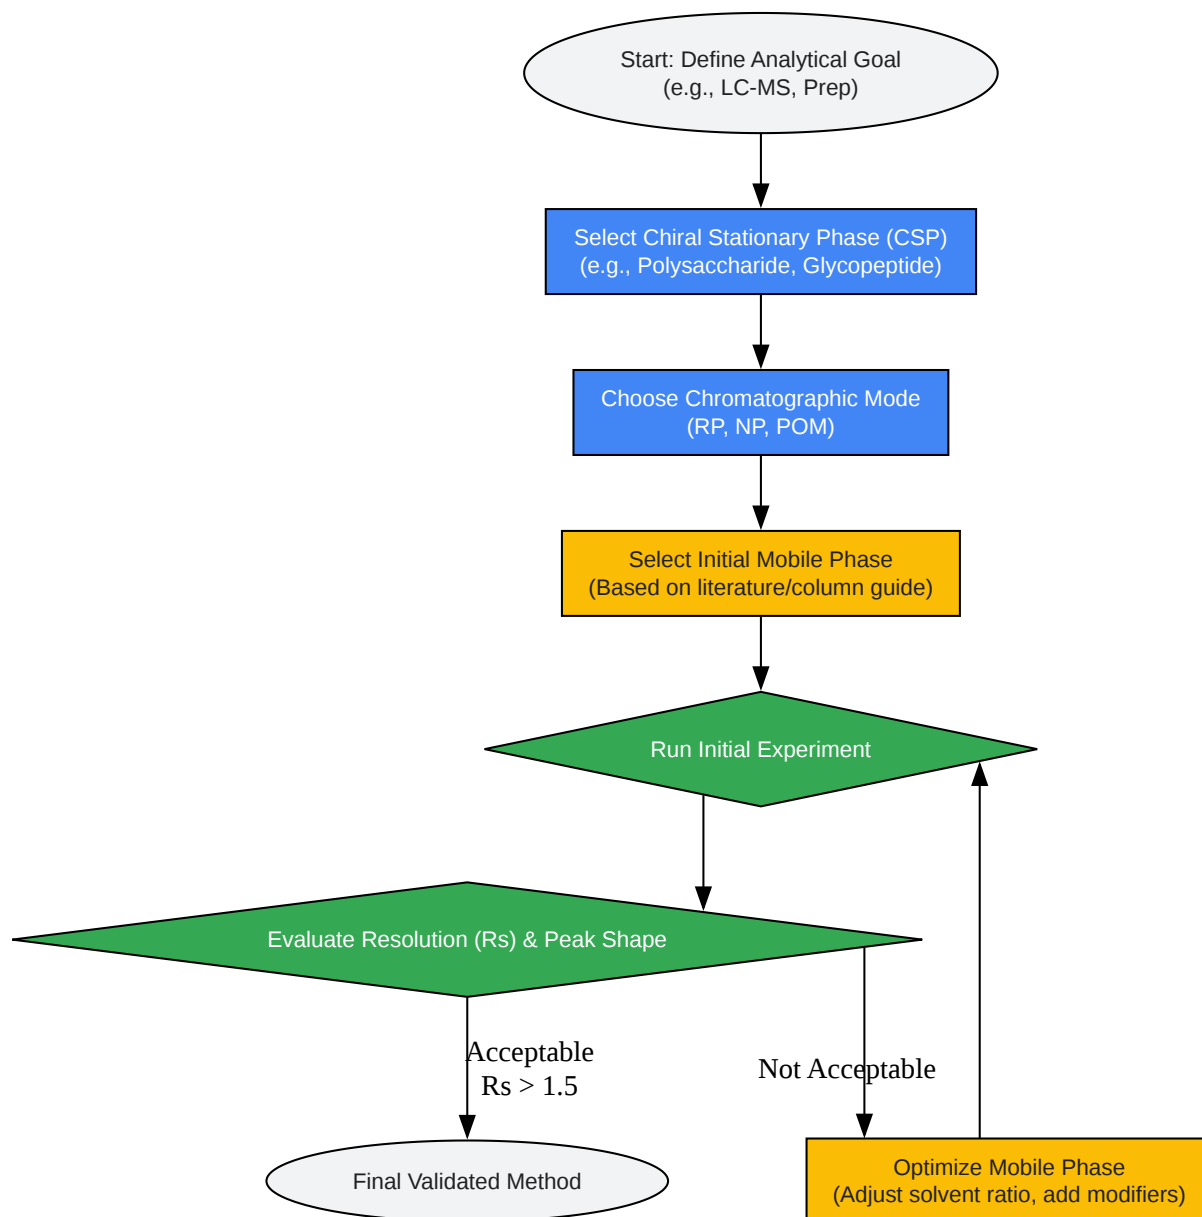 Start: Define Analytical Goal
(e.g., LC-MS, Prep)
Select Chiral Stationary Phase (CSP)
(e.g., Polysaccharide, Glycopeptide)
Choose Chromatographic Mode
(RP, NP, POM)
Select Initial Mobile Phase
(Based on literature/column guide)
Run Initial Experiment
Evaluate Resolution (Rs) & Peak Shape
Acceptable
Rs > 1.5
Not Acceptable
Final Validated Method
Optimize Mobile Phase
(Adjust solvent ratio, add modifiers)